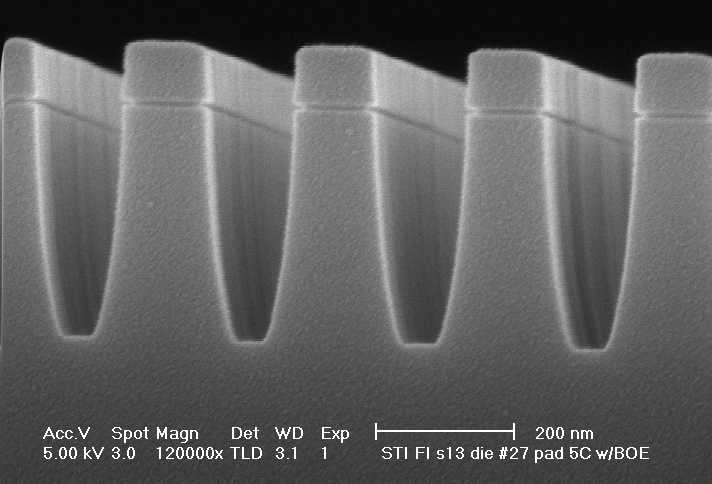 Acc.V Spot Magn Det WD Exp 200 nm
5.00 kV 3.0 120000x TLD 3.1 1 STI FI s13 die #27 pad 5C w/BOE